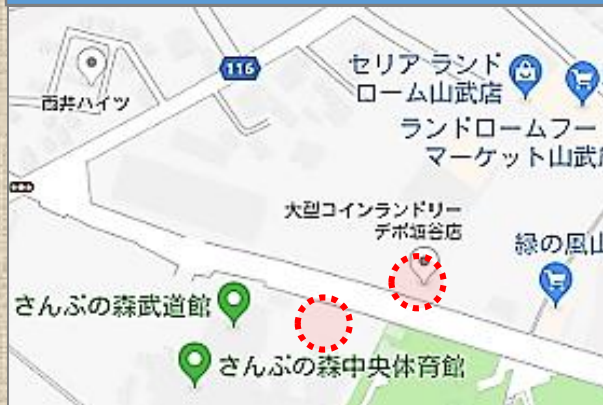 116
セリア ランド
ローム山武店
西井ハイツ
ランドロームフー
マーケット山武店
大型コインランドリー
デポ埴谷店
緑の風山
さんぶの森武道館
さんぶの森中央体育館